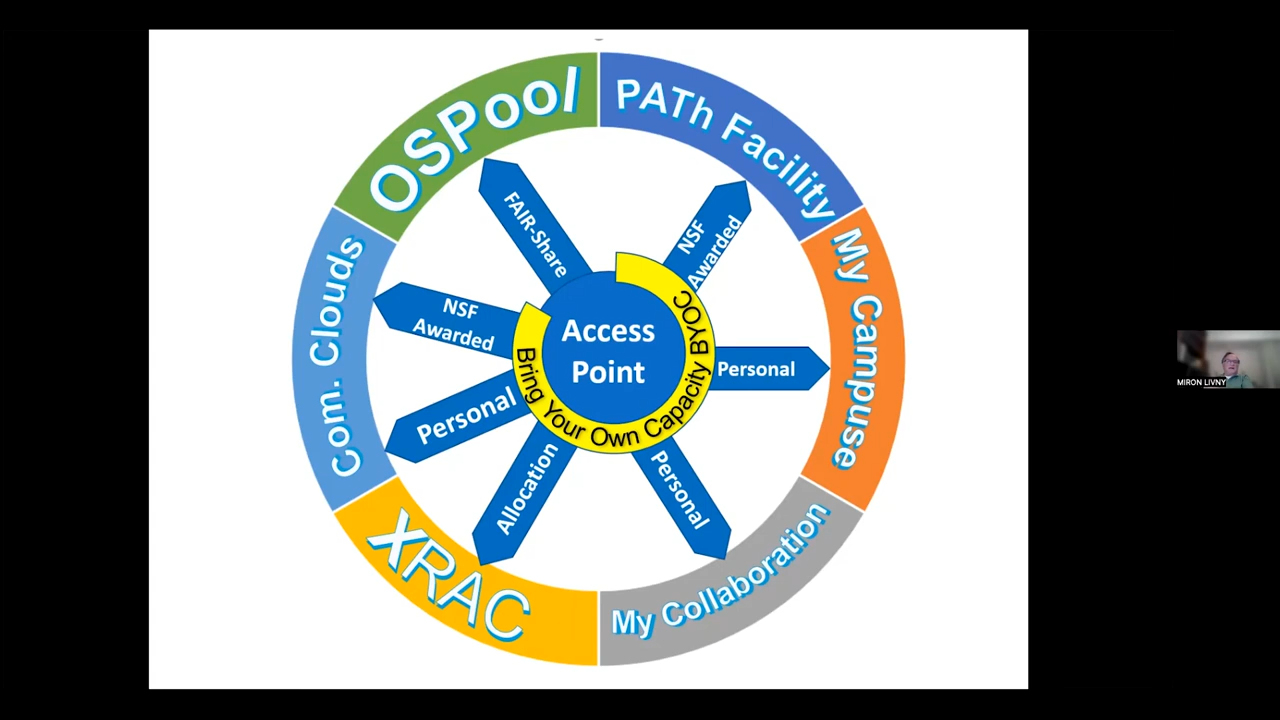 OSPool
PATh Facility
My Campuse
My Collaboration
XRAC
Com. Clouds
FAIR-Share
NSF
Awarded
NSF
Awarded
Personal
Personal
Allocation
Personal
Access
Point
Bring Your Own Capacity BYOC
MIRON LIVNY